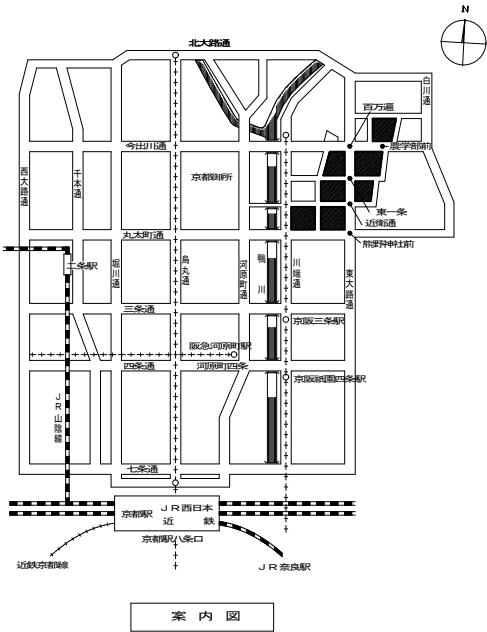 N
北大路通
白川通
百万遍
今出川通
農学部前
西大路通
千本通
京都御所
東一条
近衛通
丸太町通
熊野神社前
二条駅
堀川通
烏丸通
河原町通
鴨川
川端通
東大路通
三条通
京阪三条駅
阪急河原町駅
四条通
河原町四条
京阪祇園四条駅
JR山陰線
七条通
京都駅
JR西日本
近鉄
京都駅八条口
近鉄京都線
JR奈良駅
案内図